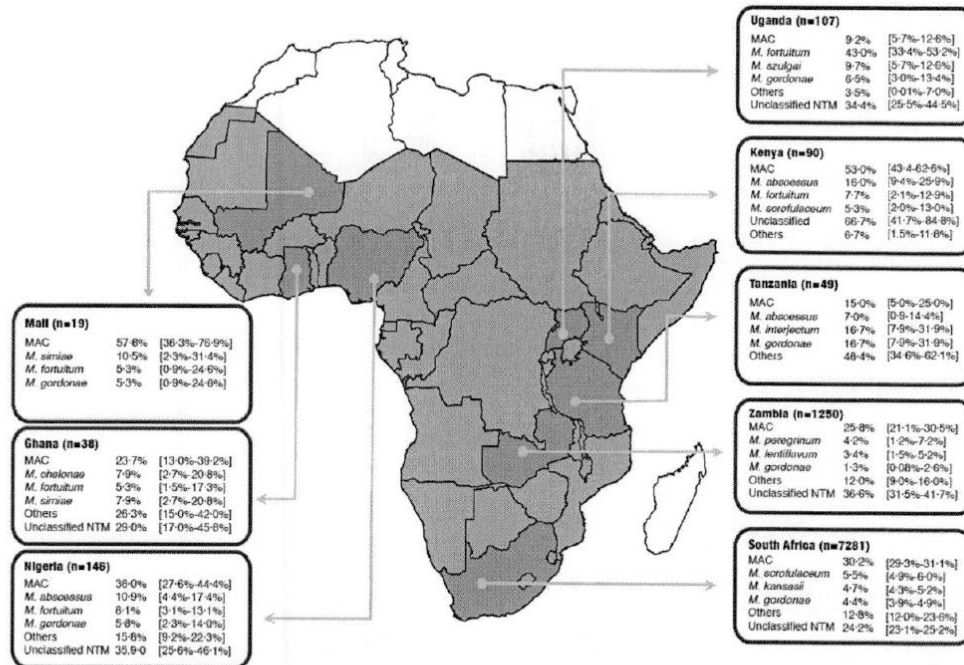 Uganda (n=107)
MAC 9·2% [5·7%-12·6%]
M. fortuitum 43·0% [33·4%-53·2%]
M. szulgai 9·7% [5·7%-12·6%]
M. gordonae 6·5% [3·0%-13·4%]
Others 3·5% [0·01%-7·0%]
Unclassified NTM 34·4% [25·5%-44·5%]
Kenya (n=90)
MAC 53·0% [43·4-62·6%]
M. abscessus 16·0% [9·4%-25·9%]
M. fortuitum 7·7% [2·1%-12·9%]
M. scrofulaceum 5·3% [2·0%-13·0%]
Unclassified 66·7% [41·7%-84·8%]
Others 6·7% [1·5%-11·8%]
Tanzania (n=49)
MAC 15·0% [5·0%-25·0%]
M. abscessus 7·0% [0·9-14·4%]
M. interjectum 16·7% [7·9%-31·9%]
M. gordonae 16·7% [7·9%-31·9%]
Others 48·4% [34·6%-62·1%]
Zambia (n=1250)
MAC 25·8% [21·1%-30·5%]
M. peregrinum 4·2% [1·2%-7·2%]
M. lentiflavum 3·4% [1·5%-5·2%]
M. gordonae 1·3% [0·08%-2·6%]
Others 12·0% [9·0%-16·0%]
Unclassified NTM 36·6% [31·5%-41·7%]
South Africa (n=7281)
MAC 30·2% [29·3%-31·1%]
M. scrofulaceum 5·5% [4·9%-6·0%]
M. kansasii 4·7% [4·3%-5·2%]
M. gordonae 4·4% [3·9%-4·9%]
Others 12·8% [12·0%-23·6%]
Unclassified NTM 24·2% [23·1%-25·2%]
Mali (n=19)
MAC 57·8% [36·3%-76·9%]
M. simiae 10·5% [2·3%-31·4%]
M. fortuitum 5·3% [0·9%-24·6%]
M. gordonae 5·3% [0·9%-24·6%]
Ghana (n=38)
MAC 23·7% [13·0%-39·2%]
M. chelonae 7·9% [2·7%-20·8%]
M. fortuitum 5·3% [1·5%-17·3%]
M. simiae 7·9% [2·7%-20·8%]
Others 26·3% [15·0%-42·0%]
Unclassified NTM 29·0% [17·0%-45·8%]
Nigeria (n=146)
MAC 36·0% [27·6%-44·4%]
M. abscessus 10·9% [4·4%-17·4%]
M. fortuitum 8·1% [3·1%-13·1%]
M. gordonae 5·8% [2·3%-14·0%]
Others 15·8% [9·2%-22·3%]
Unclassified NTM 35.9·0 [25·6%-46·1%]